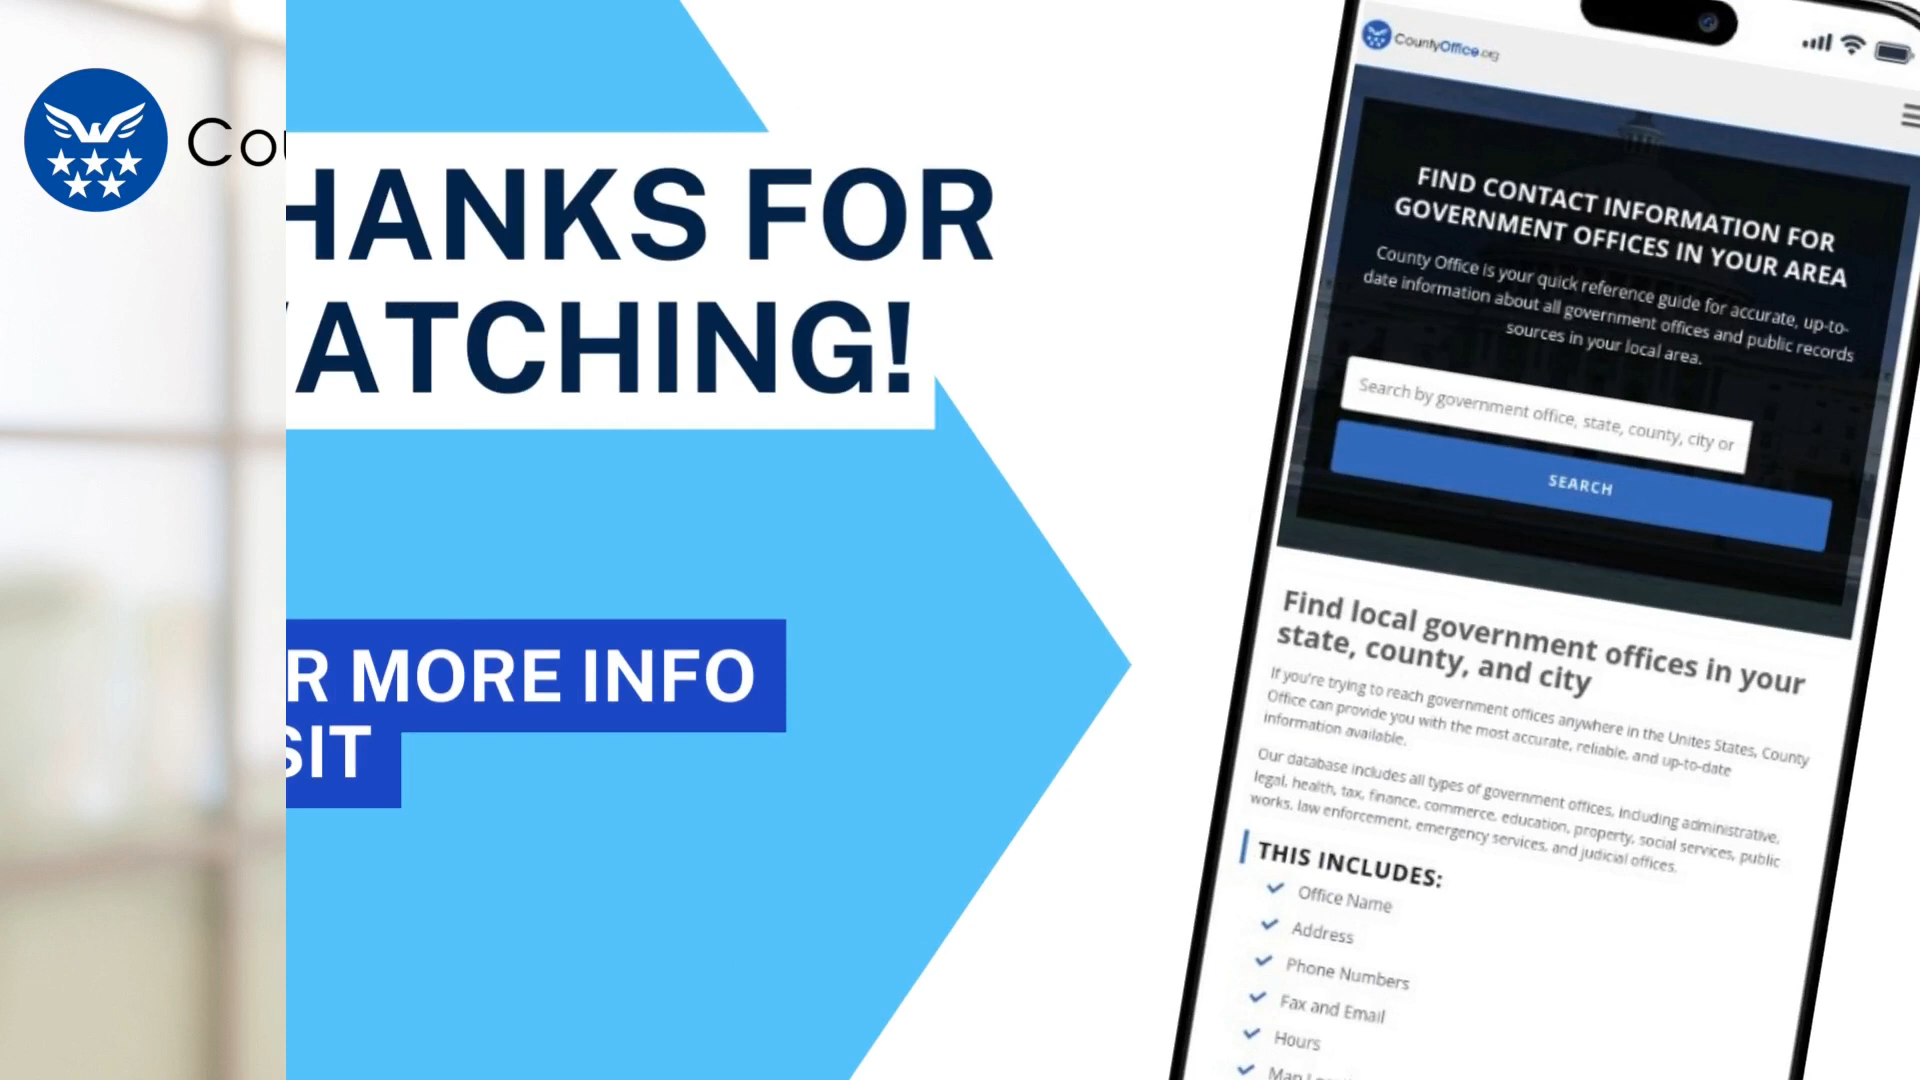 Cou
HANKS FOR
WATCHING!
R MORE INFO
SIT
CountyOffice.org
FIND CONTACT INFORMATION FOR
GOVERNMENT OFFICES IN YOUR AREA
County Office is your quick reference guide for accurate, up-to-
date information about all government offices and public records
sources in your local area.
Search by government office, state, county, city or
SEARCH
Find local government offices in your
state, county, and city
If you're trying to reach government offices anywhere in the Unites States, County
Office can provide you with the most accurate, reliable, and up-to-date
information available.
Our database includes all types of government offices, including administrative,
legal, health, tax, finance, commerce, education, property, social services, public
works, law enforcement, emergency services, and judicial offices.
THIS INCLUDES:
Office Name
Address
Phone Numbers
Fax and Email
Hours
Map